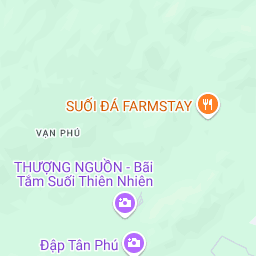 SUỐI ĐÁ FARMSTAY
VẠN PHÚ
THƯỢNG NGUỒN - Bãi
Tắm Suối Thiên Nhiên
Đập Tân Phú